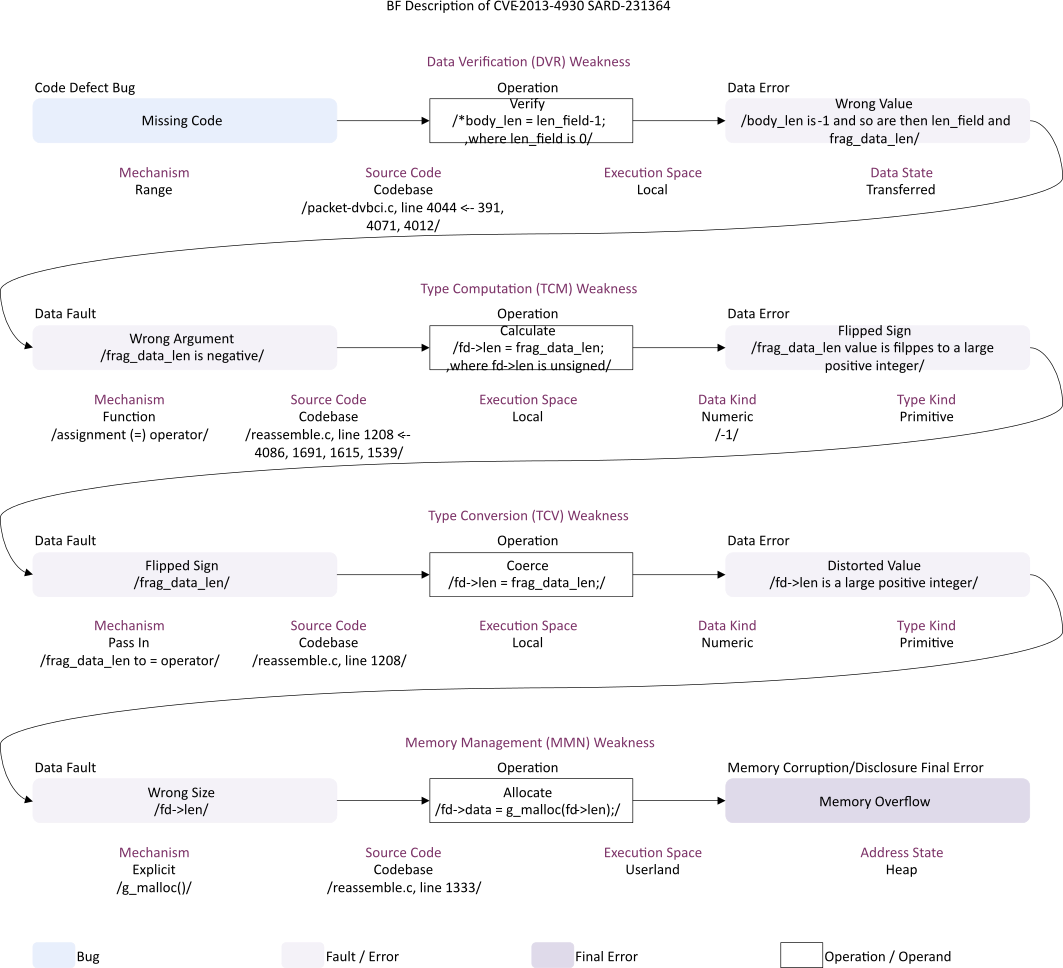 BF Description of CVE-2013-4930 SARD-231364
Data Verification (DVR) Weakness
Code Defect Bug
Operation
Data Error
Missing Code
Verify
/*body_len = len_field-1;
,where len_field is 0/
Wrong Value
/body_len is -1 and so are then len_field and
frag_data_len/
Mechanism
Range
Source Code
Codebase
/packet-dvbci.c, line 4044 <-- 391,
4071, 4012/
Execution Space
Local
Data State
Transferred
Type Computation (TCM) Weakness
Data Fault
Operation
Data Error
Wrong Argument
/frag_data_len is negative/
Calculate
/fd->len = frag_data_len;
,where fd->len is unsigned/
Flipped Sign
/frag_data_len value is filppes to a large
positive integer/
Mechanism
Function
/assignment (=) operator/
Source Code
Codebase
/reassemble.c, line 1208 <--
4086, 1691, 1615, 1539/
Execution Space
Local
Data Kind
Numeric
/-1/
Type Kind
Primitive
Type Conversion (TCV) Weakness
Data Fault
Operation
Data Error
Flipped Sign
/frag_data_len/
Coerce
/fd->len = frag_data_len;/
Distorted Value
/fd->len is a large positive integer/
Mechanism
Pass In
/frag_data_len to = operator/
Source Code
Codebase
/reassemble.c, line 1208/
Execution Space
Local
Data Kind
Numeric
Type Kind
Primitive
Memory Management (MMN) Weakness
Data Fault
Operation
Memory Corruption/Disclosure Final Error
Wrong Size
/fd->len/
Allocate
/fd->data = g_malloc(fd->len);/
Memory Overflow
Mechanism
Explicit
/g_malloc()/
Source Code
Codebase
/reassemble.c, line 1333/
Execution Space
Userland
Address State
Heap
Bug
Fault / Error
Final Error
Operation / Operand